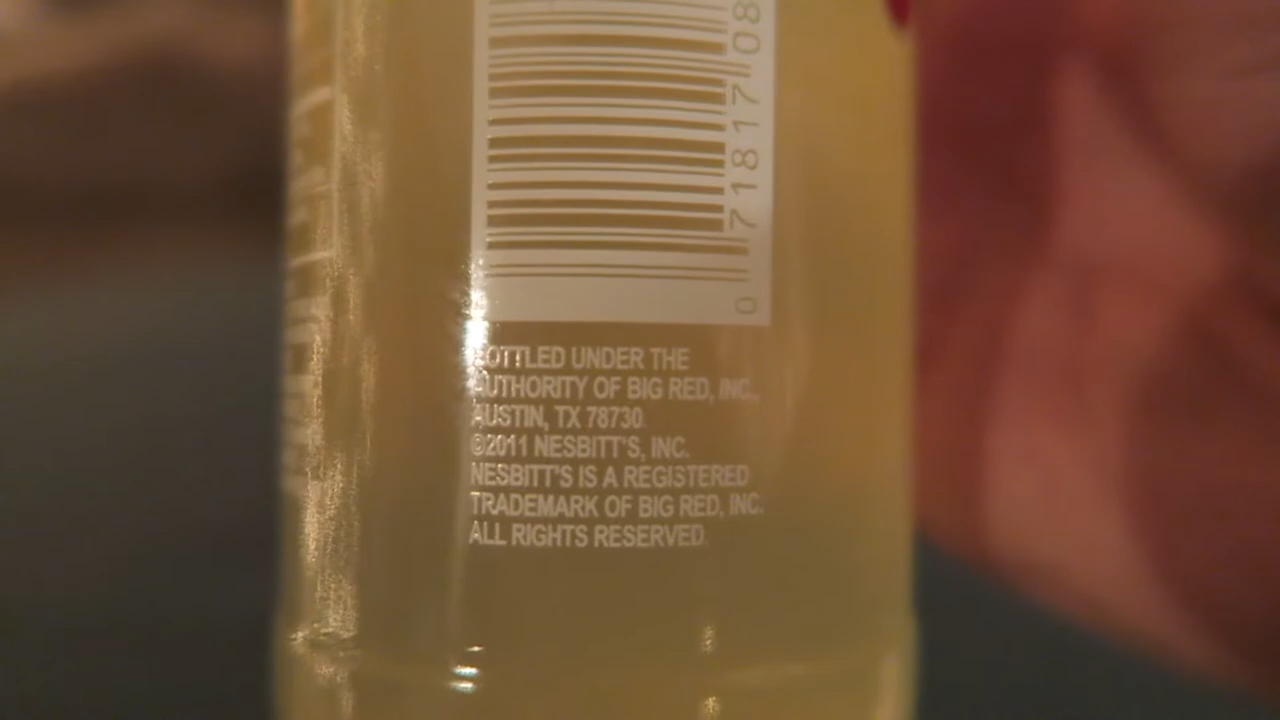 0 71817 08
BOTTLED UNDER THE
AUTHORITY OF BIG RED, INC.,
AUSTIN, TX 78730.
©2011 NESBITT'S, INC.
NESBITT'S IS A REGISTERED
TRADEMARK OF BIG RED, INC.
ALL RIGHTS RESERVED.